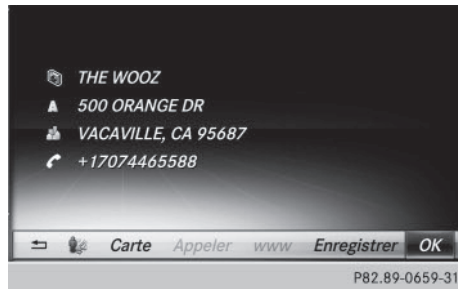 THE WOOZ
500 ORANGE DR
VACAVILLE, CA 95687
+17074465588
Carte Appeler www Enregistrer OK
P82.89-0659-31